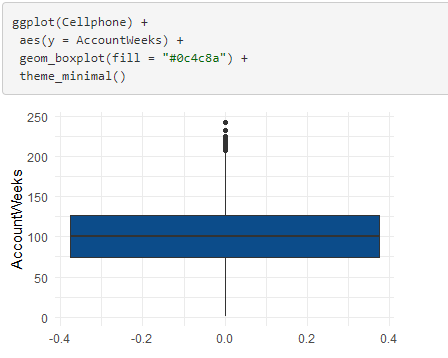 ggplot(Cellphone) +
aes(y = AccountWeeks) +
geom_boxplot(fill = "#0c4c8a") +
theme_minimal()
250
200
150
100
50
0
AccountWeeks
-0.4
-0.2
0.0
0.2
0.4